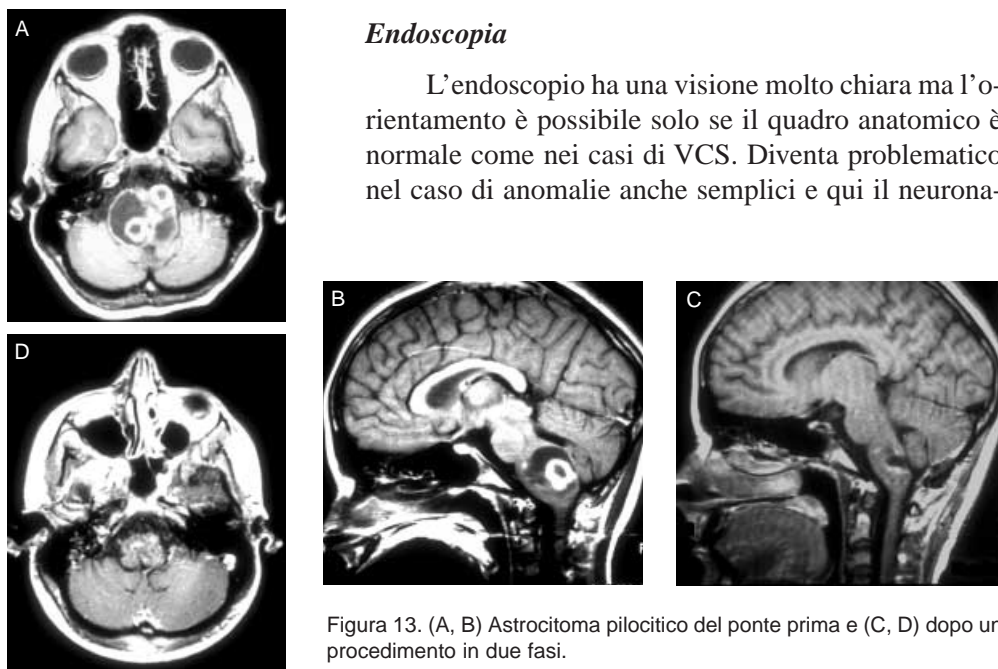 A
Endoscopia
L'endoscopio ha una visione molto chiara ma l'o-
rientamento è possibile solo se il quadro anatomico è
normale come nei casi di VCS. Diventa problematico
nel caso di anomalie anche semplici e qui il neurona-
D
B
C
Figura 13. (A, B) Astrocitoma pilocitico del ponte prima e (C, D) dopo un
procedimento in due fasi.